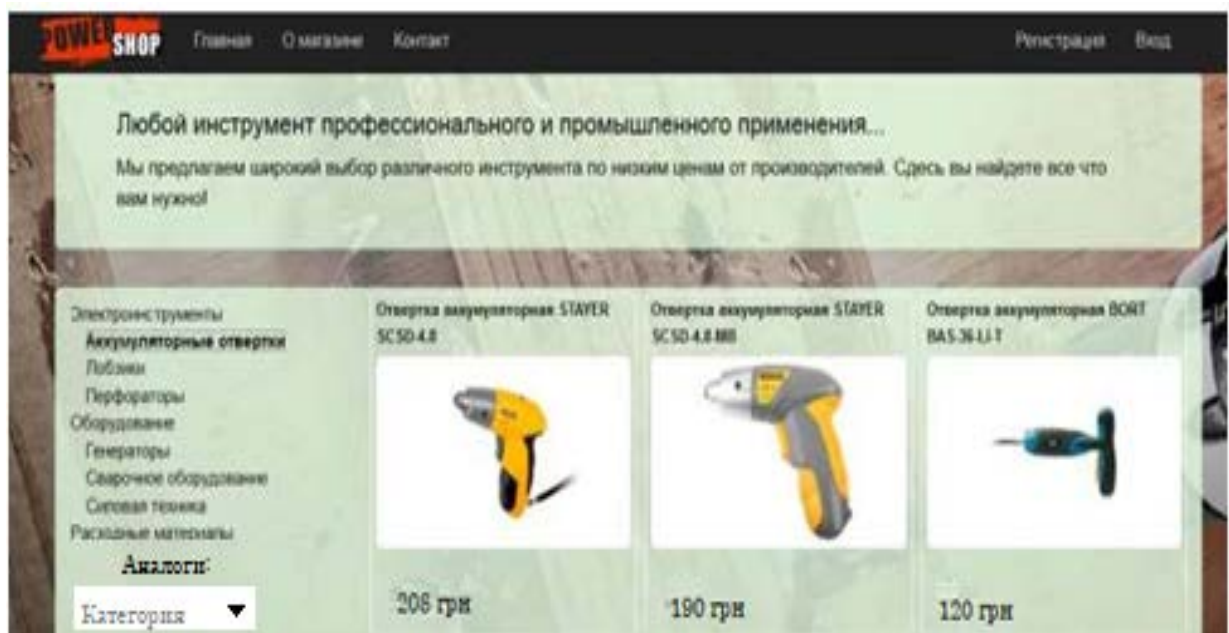 POWER SHOP
Главная О магазине Контакт Регистрация Вход
Любой инструмент профессионального и промышленного применения...
Мы предлагаем широкий выбор различного инструмента по низким ценам от производителей. Сдесь вы найдете все что
вам нужно!
Электроинструменты
Аккумуляторные отвертки
Лобзики
Перфораторы
Оборудование
Генераторы
Сварочное оборудование
Силовая техника
Расходные материалы
Аналоги:
Категория
Отвертка аккумуляторная STAYER
SCSD-4.8
208 грн
Отвертка аккумуляторная STAYER
SCSD-4.8
190 грн
Отвертка аккумуляторная BORT
BAS-36-LI-T
120 грн